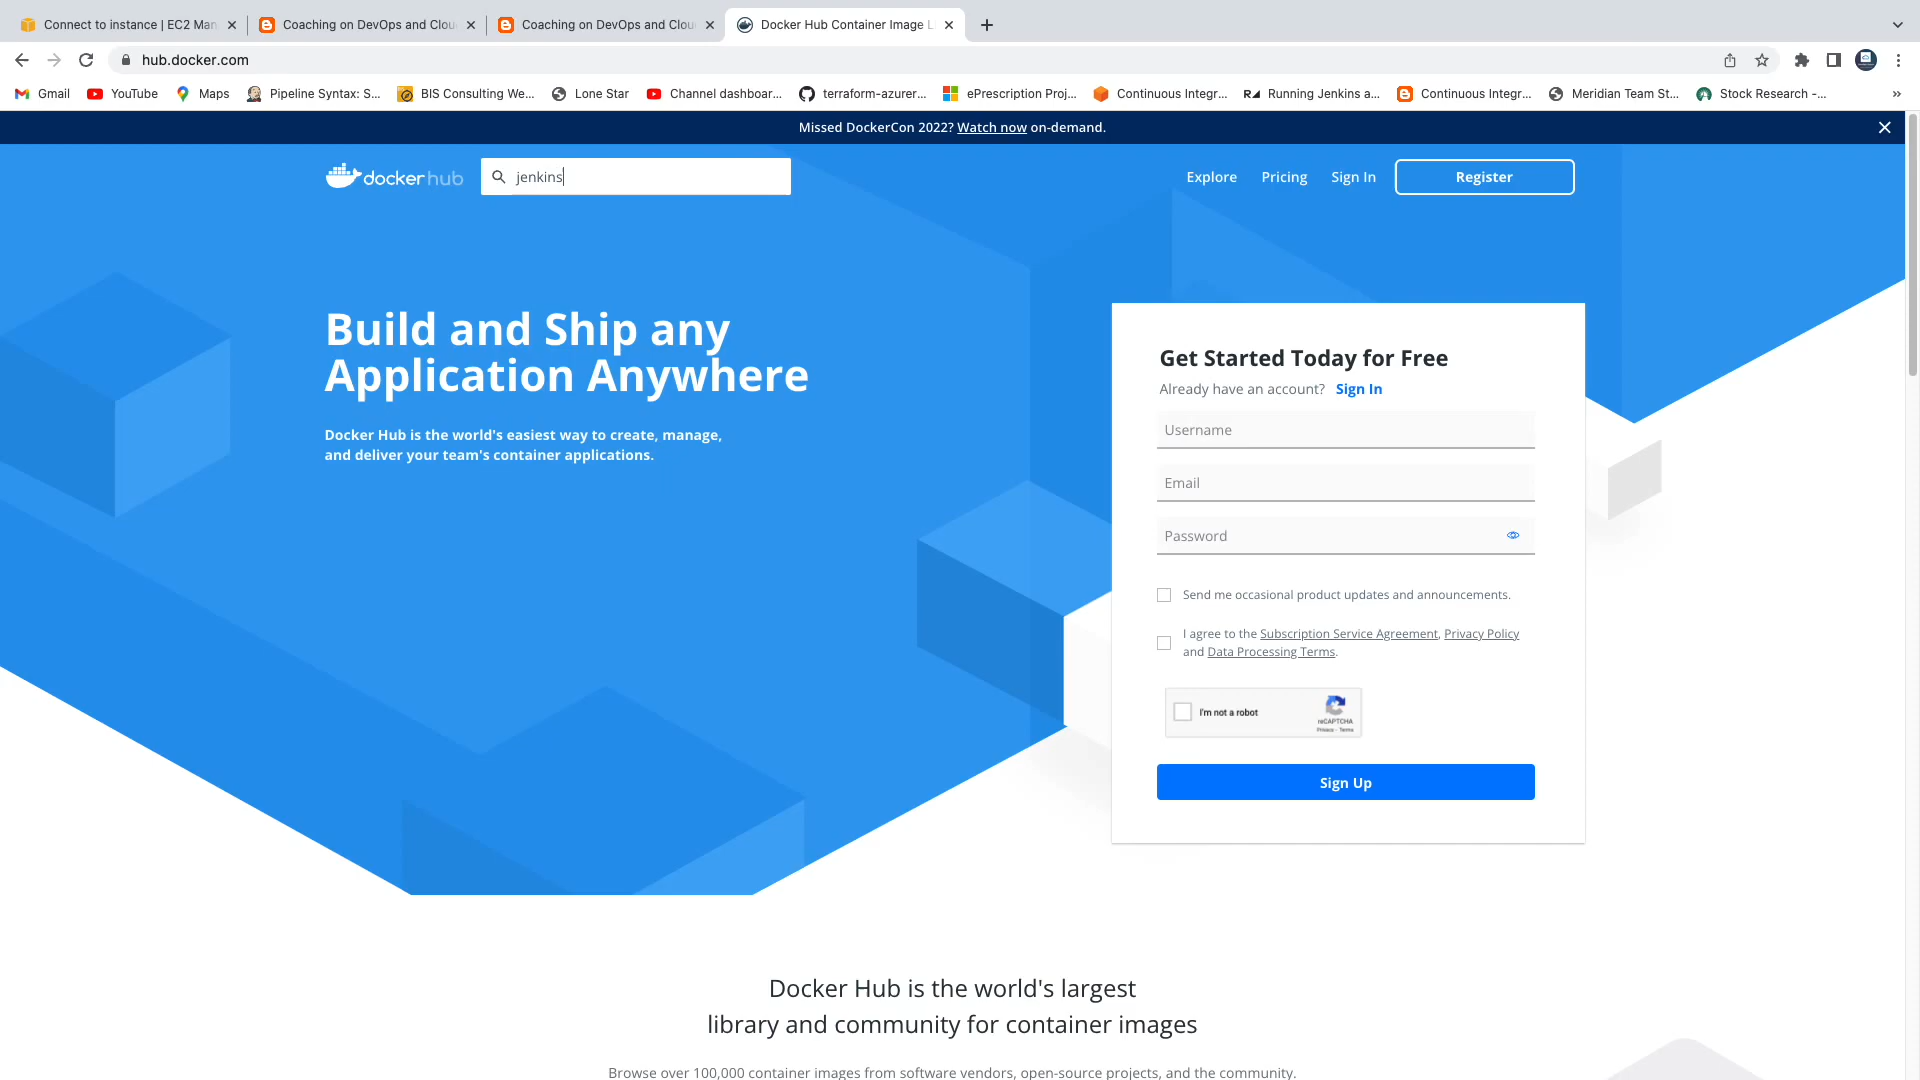 Connect to instance | EC2 Man
Coaching on DevOps and Clou
Coaching on DevOps and Clou
Docker Hub Container Image L
hub.docker.com
Gmail
YouTube
Maps
Pipeline Syntax: S...
BIS Consulting We...
Lone Star
Channel dashboar...
terraform-azurer...
ePrescription Proj...
Continuous Integr...
Running Jenkins a...
Continuous Integr...
Meridian Team St...
Stock Research -...
Missed DockerCon 2022? Watch now on-demand.
docker hub
jenkins
Explore
Pricing
Sign In
Register
Build and Ship any
Application Anywhere
Docker Hub is the world's easiest way to create, manage,
and deliver your team's container applications.
Get Started Today for Free
Already have an account? Sign In
Username
Email
Password
Send me occasional product updates and announcements.
I agree to the Subscription Service Agreement, Privacy Policy
and Data Processing Terms.
I'm not a robot
reCAPTCHA
Privacy - Terms
Sign Up
Docker Hub is the world's largest
library and community for container images
Browse over 100,000 container images from software vendors, open-source projects, and the community.